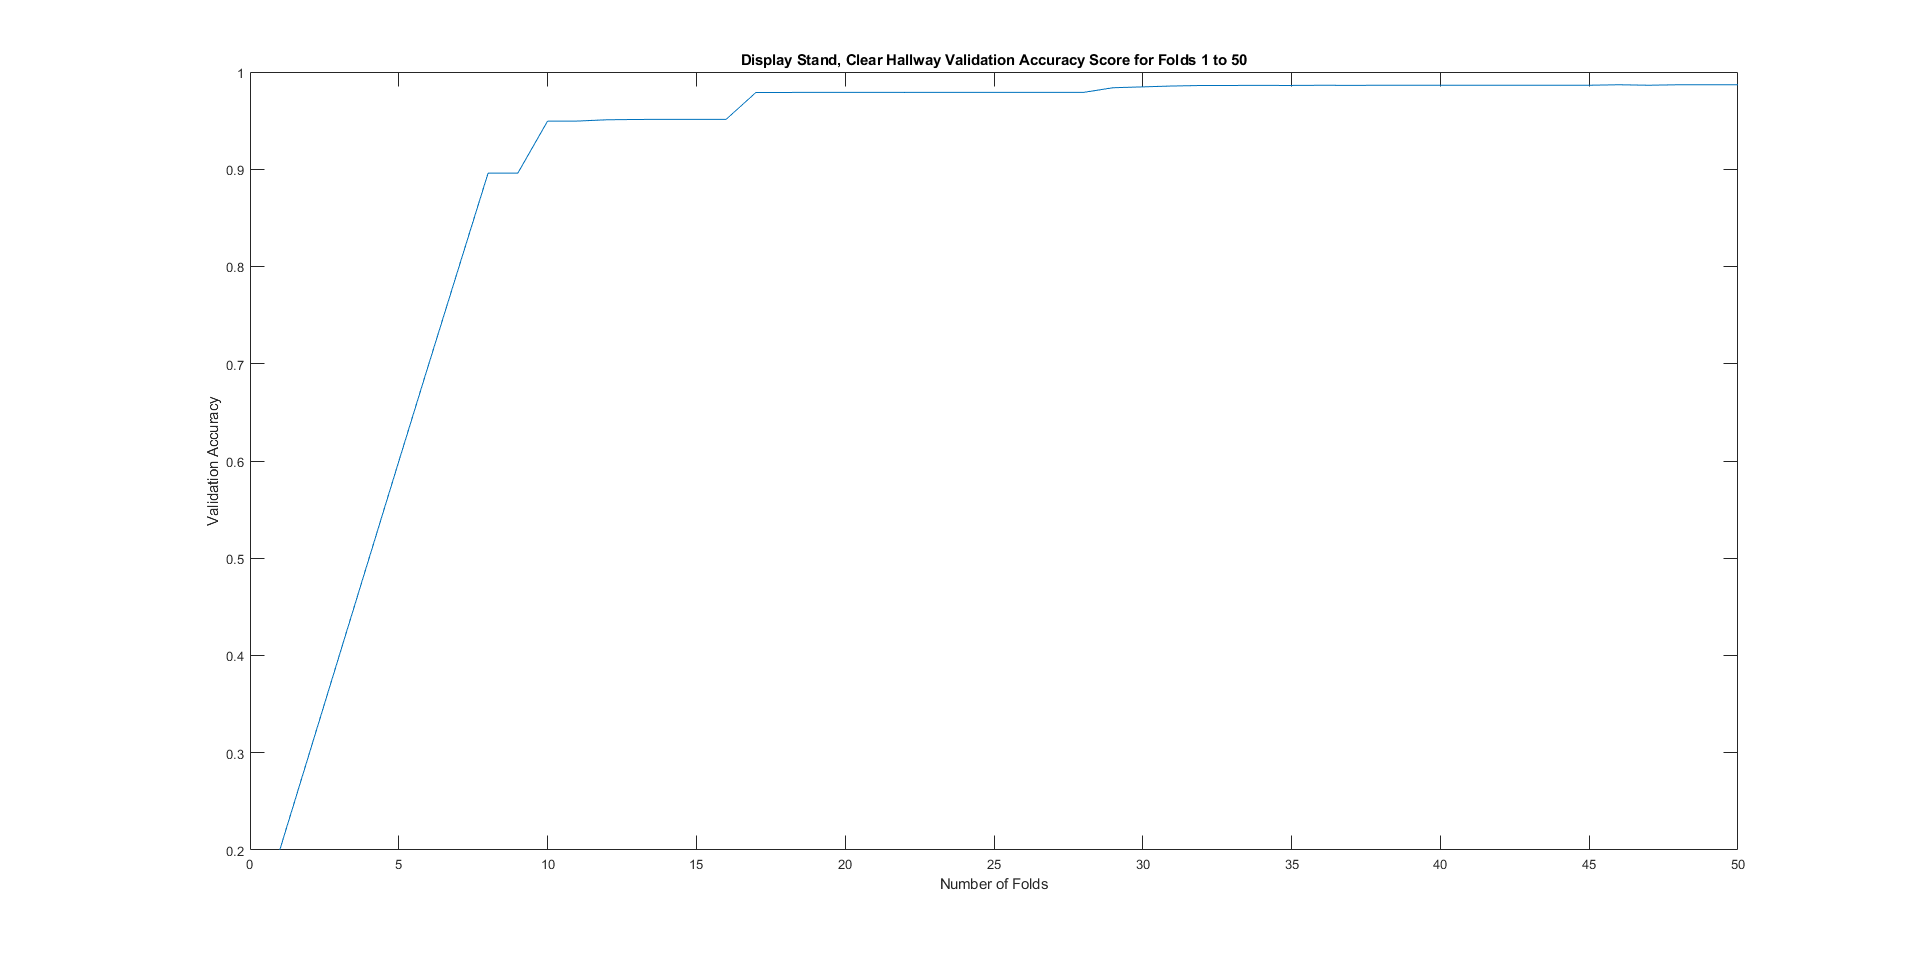 Display Stand, Clear Hallway Validation Accuracy Score for Folds 1 to 50
1
0.9
0.8
0.7
0.6
0.5
0.4
0.3
0.2
Validation Accuracy
0 5 10 15 20 25 30 35 40 45 50
Number of Folds